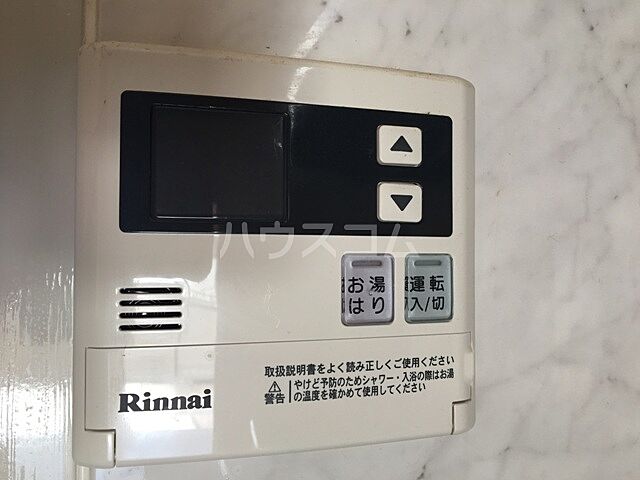 ハウスコム
お湯
はり
運転
入/切
取扱説明書をよく読み正しくご使用ください
警告
やけど予防のためシャワー・入浴の際はお湯
の温度を確かめて使用してください
Rinnai